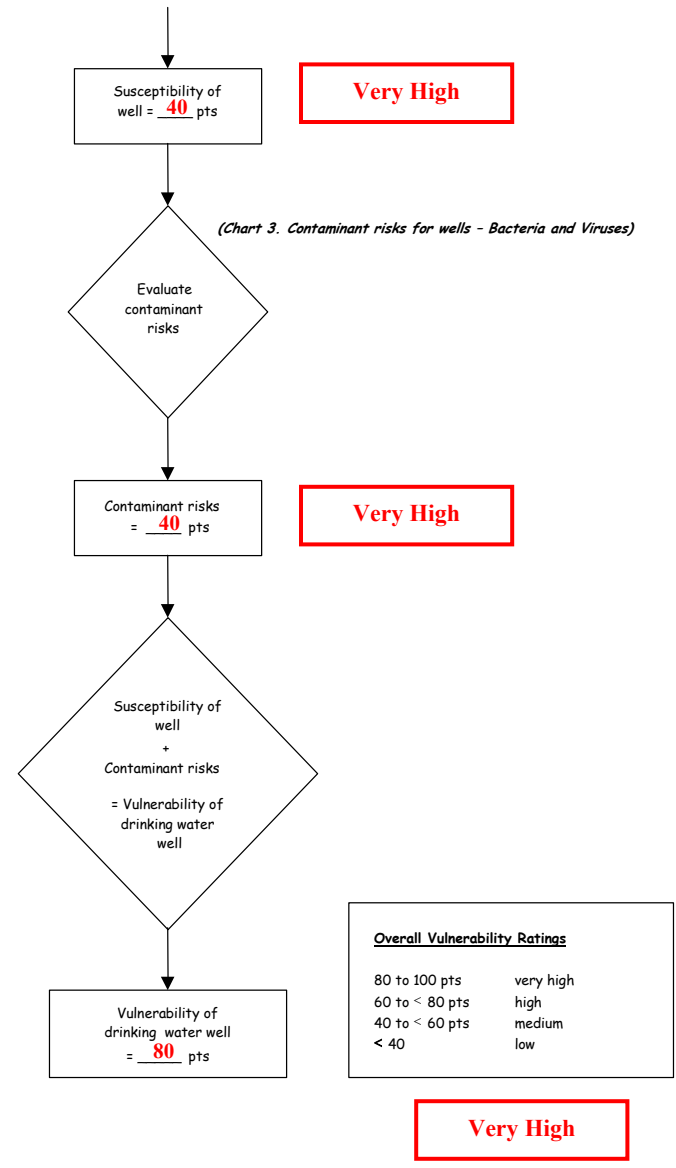 Susceptibility of
well = 40 pts
Very High
(Chart 3. Contaminant risks for wells – Bacteria and Viruses)
Evaluate
contaminant
risks
Contaminant risks
= 40 pts
Very High
Susceptibility of
well
+
Contaminant risks
= Vulnerability of
drinking water
well
Overall Vulnerability Ratings
80 to 100 pts very high
60 to < 80 pts high
40 to < 60 pts medium
< 40 low
Vulnerability of
drinking water well
= 80 pts
Very High